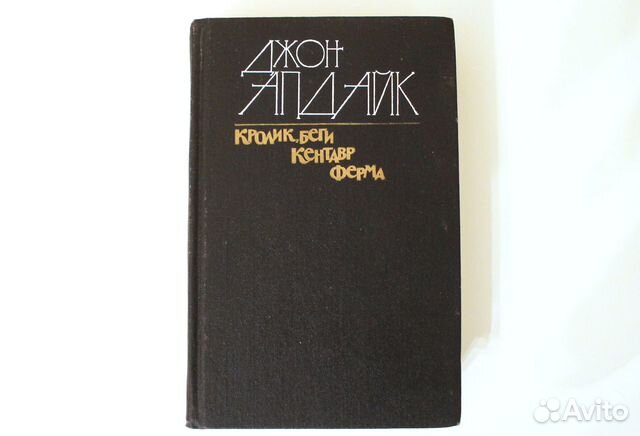 ДЖОН
АПДАЙК
КРОЛИК, БЕГИ
КЕНТАВР
ФЕРМА
Avito